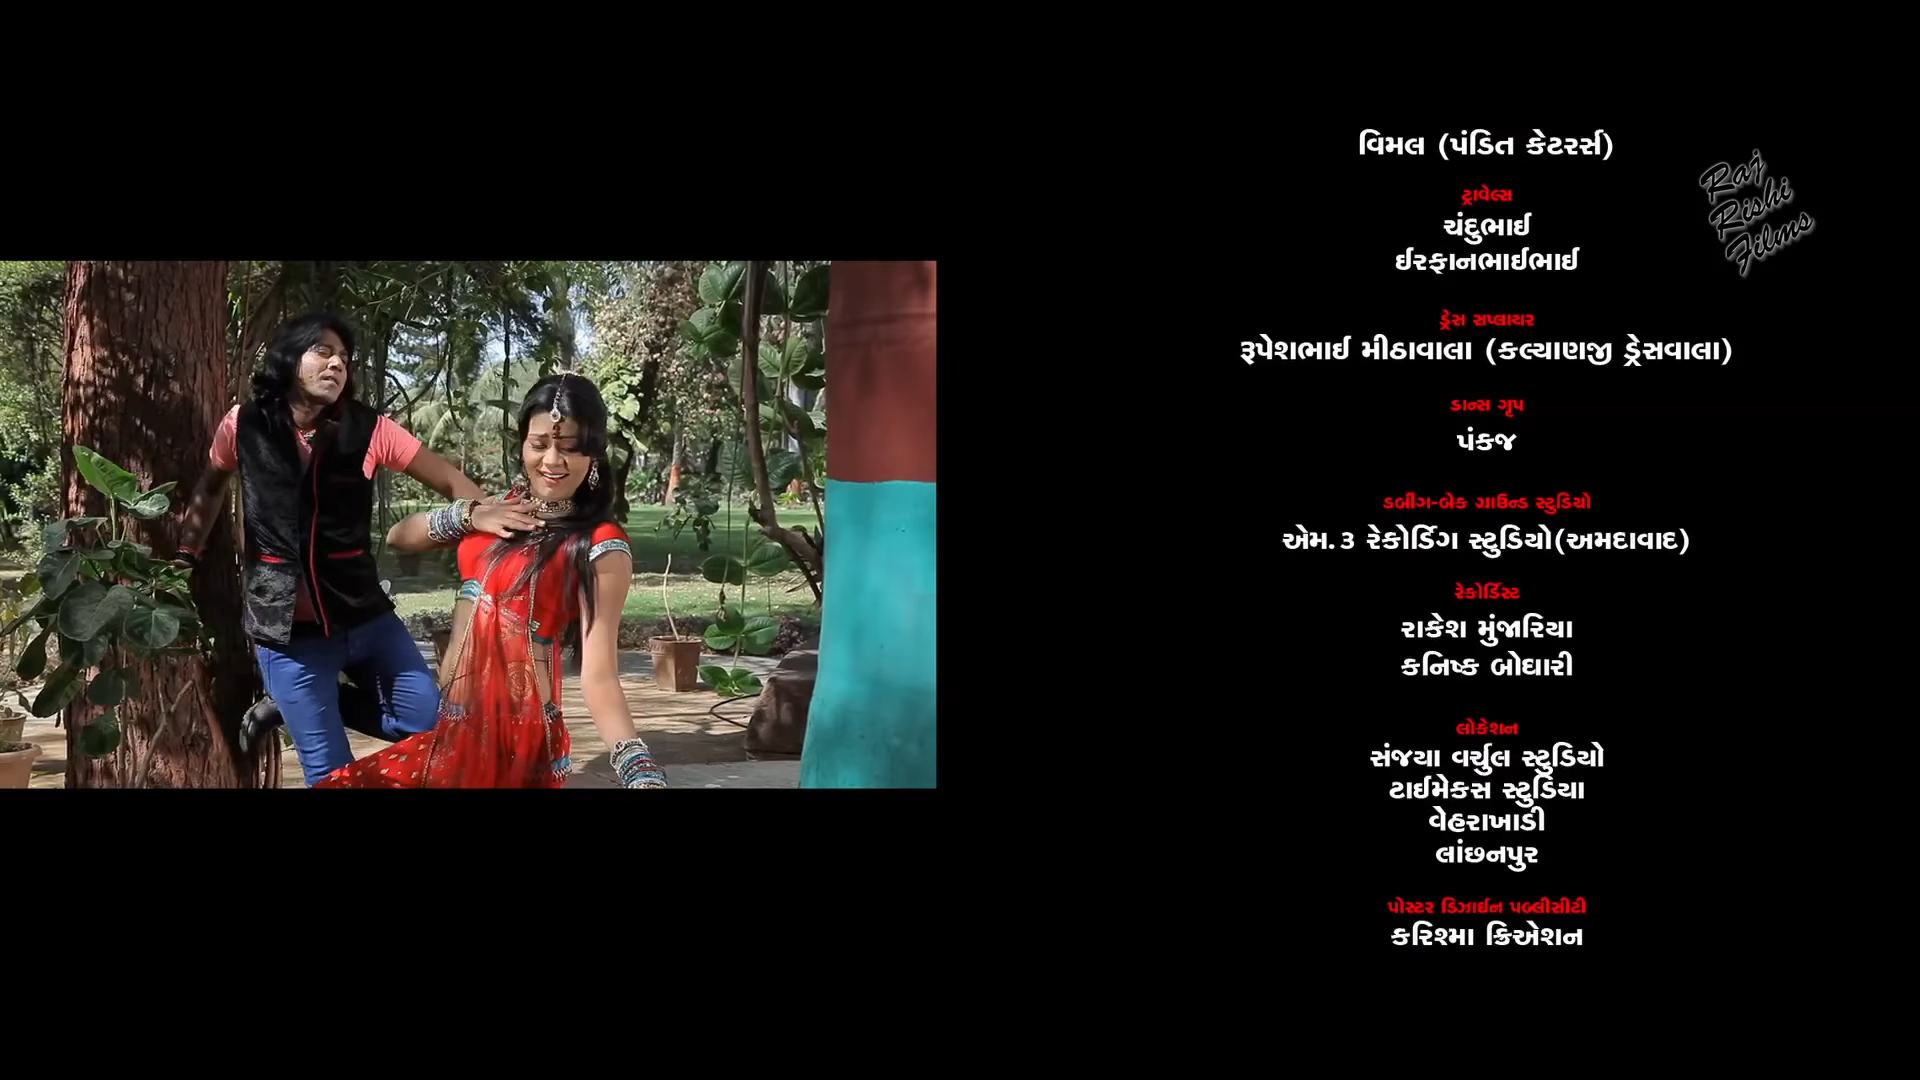 વિમલ (પંડિત કેટરર્સ)
ટ્રાવેલ્સ
ચંદુભાઈ
ઈરફાનભાઈભાઈ
ડ્રેસ સપ્લાયર
રૂપેશભાઈ મીઠાવાલા (કલ્યાણજી ડ્રેસવાલા)
ડાન્સ ગૃપ
પંકજ
ડબીંગ-બેક ગ્રાઉન્ડ સ્ટુડિયો
એમ.૩ રેકોર્ડિંગ સ્ટુડિયો(અમદાવાદ)
રેકોર્ડિસ્ટ
રાકેશ મુંજારિયા
કનિષ્ક બોઘારી
લોકેશન
સંજયા વર્ચુલ સ્ટુડિયો
ટાઈમેકસ સ્ટુડિયા
વેહરાખાડી
લાંછનપુર
પોસ્ટર ડિઝાઈન પબ્લીસીટી
કરિશ્મા ક્રિએશન
Raj
Rishi
Films